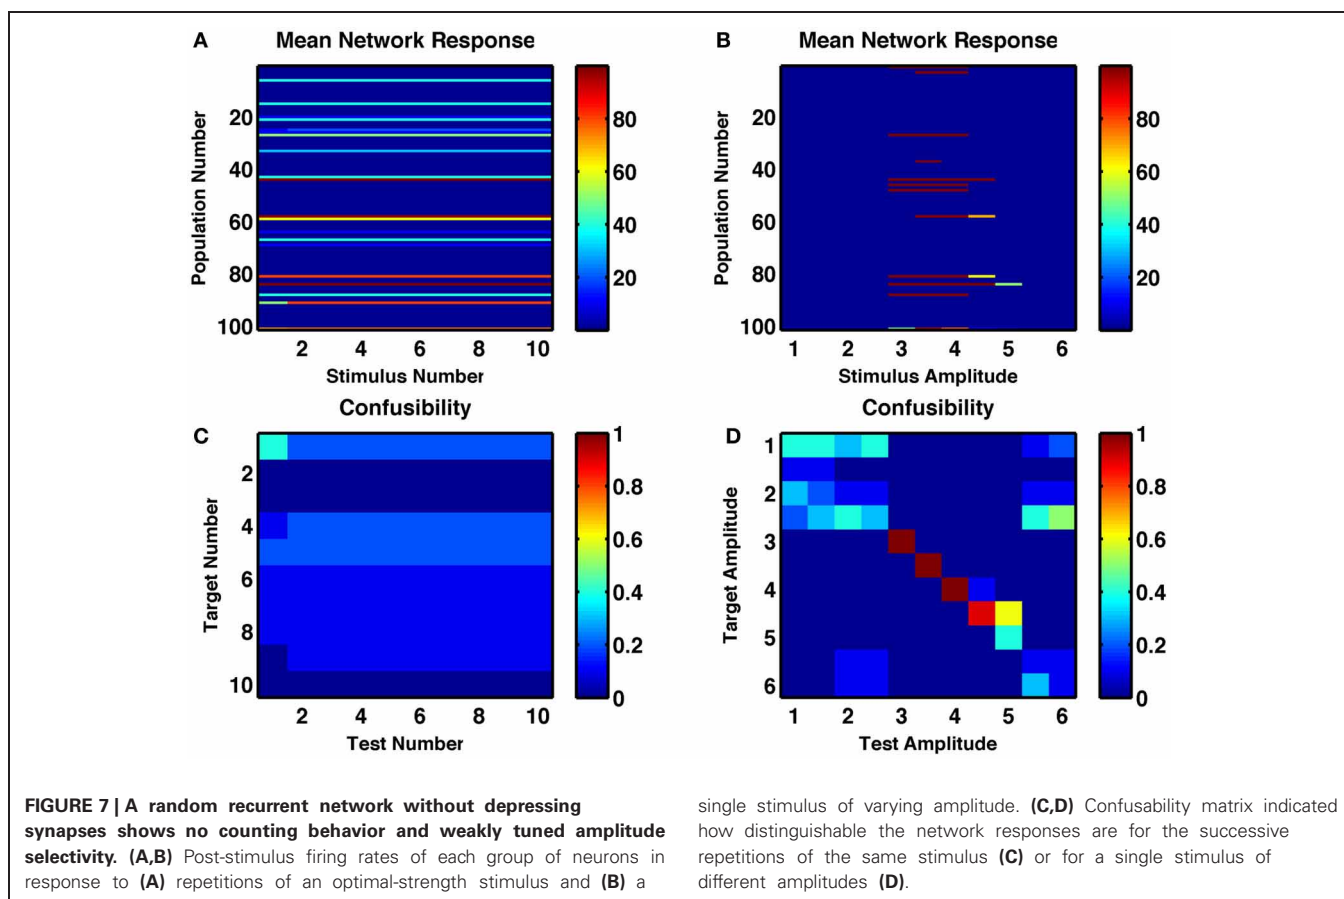 A
Mean Network Response
Population Number
20
40
60
80
100
2
4
6
8
10
Stimulus Number
80
60
40
20
B
Mean Network Response
Population Number
20
40
60
80
100
1
2
3
4
5
6
Stimulus Amplitude
80
60
40
20
C
Confusibility
Target Number
2
4
6
8
10
2
4
6
8
10
Test Number
1
0.8
0.6
0.4
0.2
0
D
Confusibility
Target Amplitude
1
2
3
4
5
6
1
2
3
4
5
6
Test Amplitude
1
0.8
0.6
0.4
0.2
0
FIGURE 7 | A random recurrent network without depressing
synapses shows no counting behavior and weakly tuned amplitude
selectivity. (A,B) Post-stimulus firing rates of each group of neurons in
response to (A) repetitions of an optimal-strength stimulus and (B) a
single stimulus of varying amplitude. (C,D) Confusability matrix indicated
how distinguishable the network responses are for the successive
repetitions of the same stimulus (C) or for a single stimulus of
different amplitudes (D).